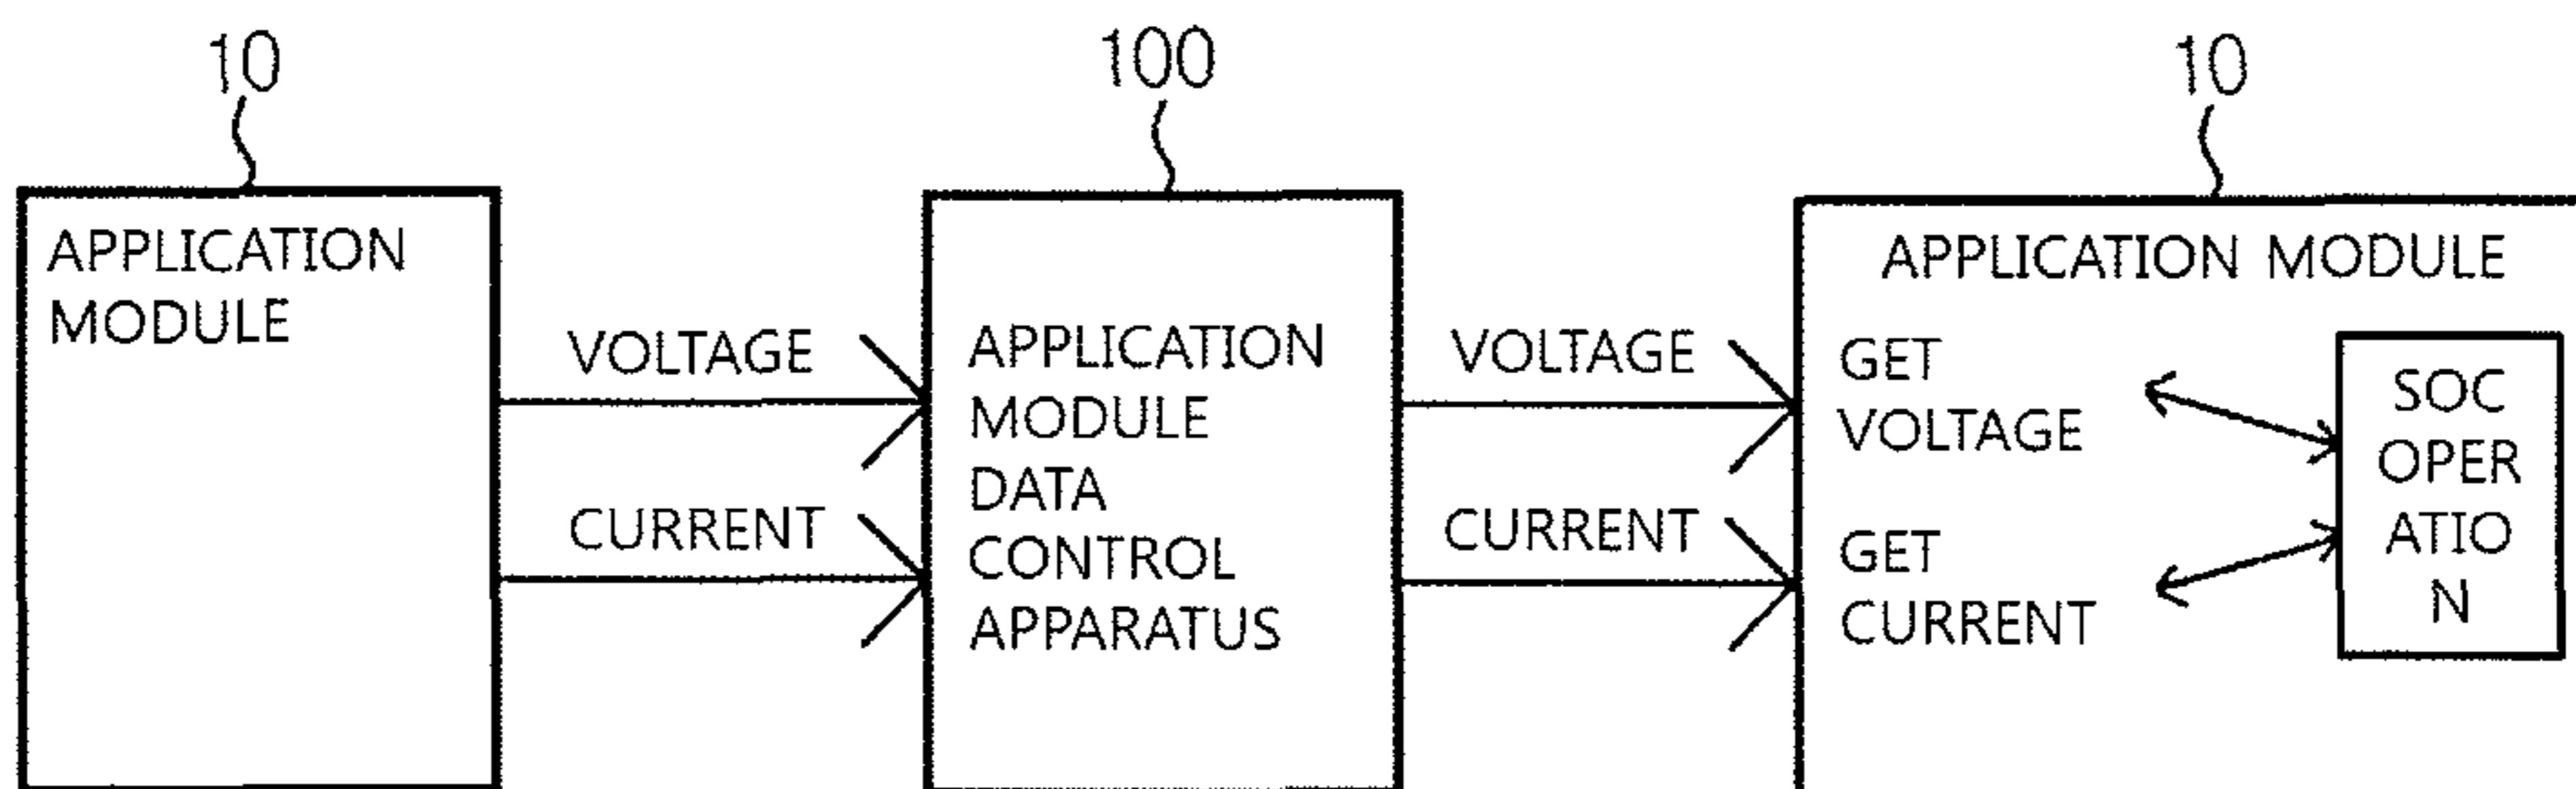 10
100
10
APPLICATION
MODULE
VOLTAGE
CURRENT
APPLICATION
MODULE
DATA
CONTROL
APPARATUS
VOLTAGE
CURRENT
APPLICATION MODULE
GET
VOLTAGE
GET
CURRENT
SOC
OPER
ATIO
N